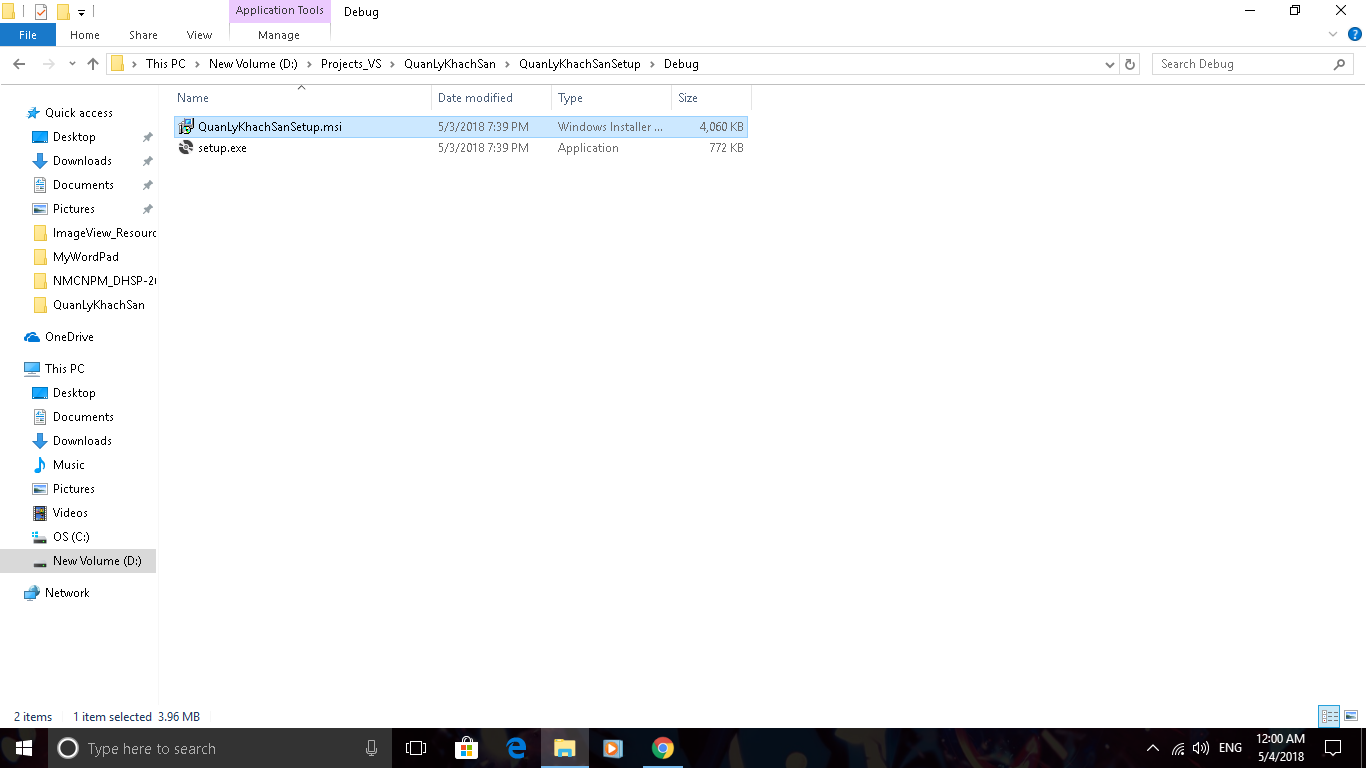 Application Tools Debug
File Home Share View Manage
This PC New Volume (D:) Projects_VS QuanLyKhachSan QuanLyKhachSanSetup Debug Search Debug
Name Date modified Type Size
QuanLyKhachSanSetup.msi 5/3/2018 7:39 PM Windows Installer ... 4,060 KB
setup.exe 5/3/2018 7:39 PM Application 772 KB
Quick access
Desktop
Downloads
Documents
Pictures
ImageView_Resourc
MyWordPad
NMCNPM_DHSP-20
QuanLyKhachSan
OneDrive
This PC
Desktop
Documents
Downloads
Music
Pictures
Videos
OS (C:)
New Volume (D:)
Network
2 items 1 item selected 3.96 MB
Type here to search ENG 12:00 AM
5/4/2018